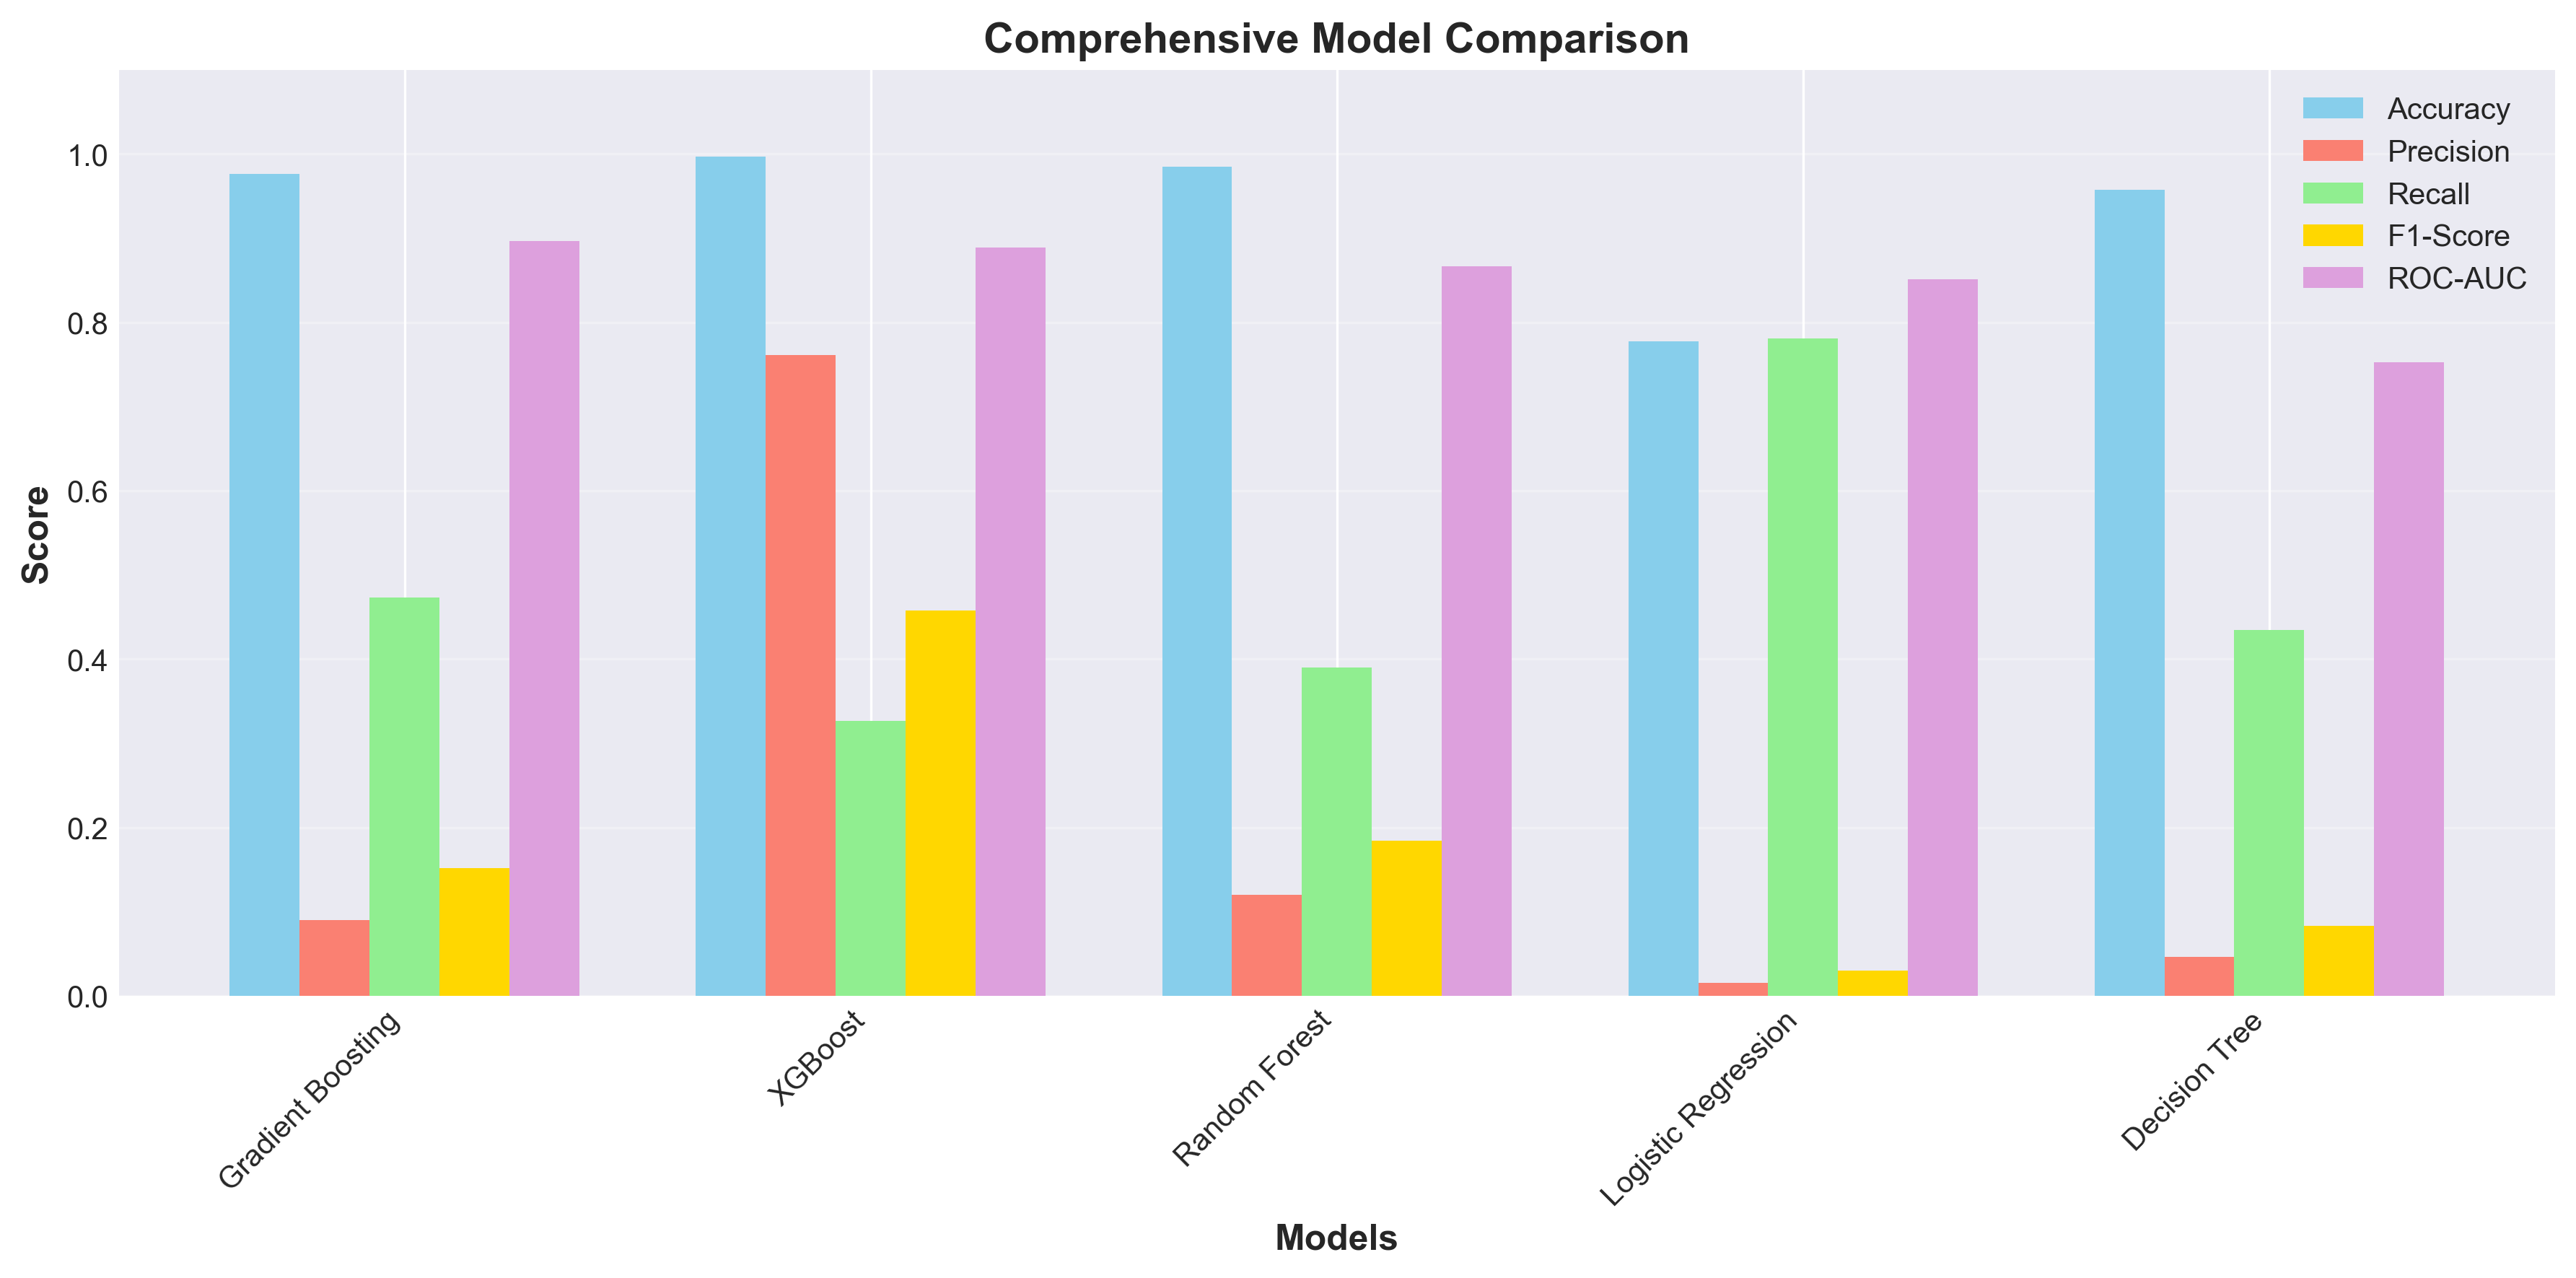 Comprehensive Model Comparison
Accuracy
Precision
Recall
F1-Score
ROC-AUC
Score
1.0
0.8
0.6
0.4
0.2
0.0
Gradient Boosting
XGBoost
Random Forest
Logistic Regression
Decision Tree
Models